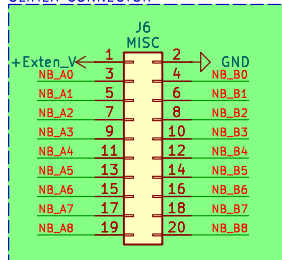 J6
MISC
+Exten_V 1 2 GND
NB_A0 3 4 NB_B0
NB_A1 5 6 NB_B1
NB_A2 7 8 NB_B2
NB_A3 9 10 NB_B3
NB_A4 11 12 NB_B4
NB_A5 13 14 NB_B5
NB_A6 15 16 NB_B6
NB_A7 17 18 NB_B7
NB_A8 19 20 NB_B8